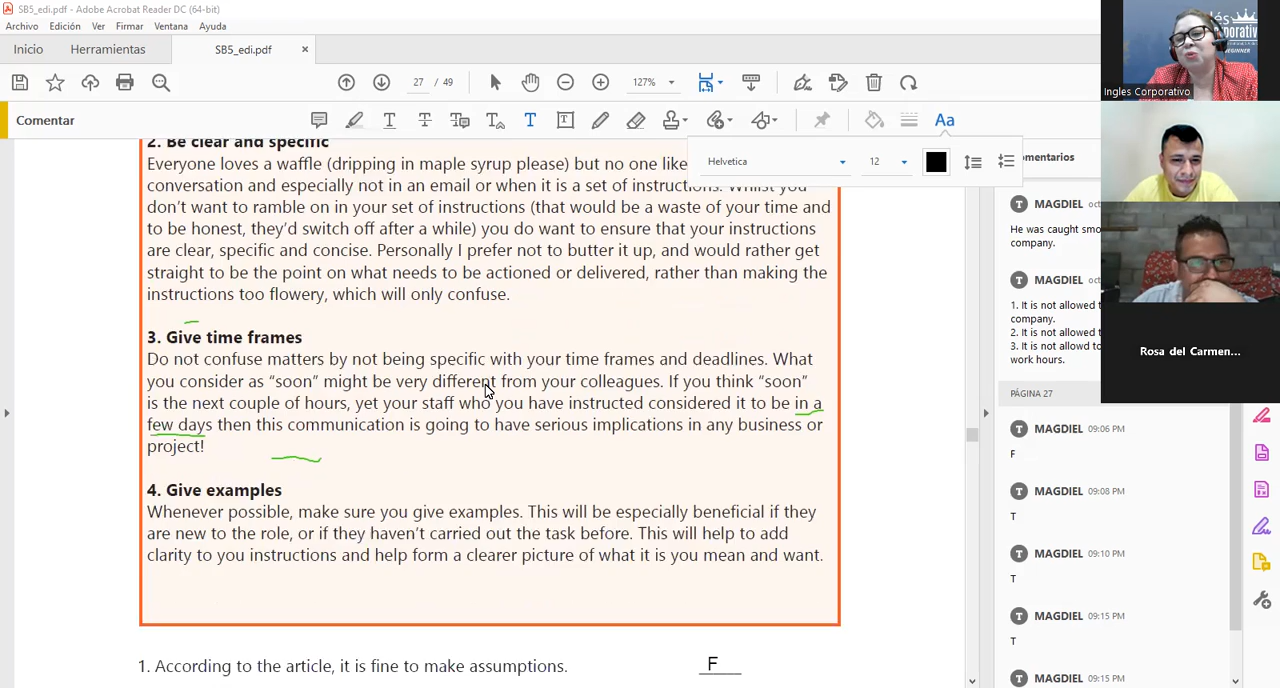 SB5_edi.pdf - Adobe Acrobat Reader DC (64-bit)
Archivo Edición Ver Firmar Ventana Ayuda
Inicio Herramientas SB5_edi.pdf ×
27 / 49 127%
Comentar
Aa
Helvetica 12
omentarios
2. Be clear and specific
Everyone loves a waffle (dripping in maple syrup please) but no one like
conversation and especially not in an email or when it is a set of instructions. Whilst you
don't want to ramble on in your set of instructions (that would be a waste of your time and
to be honest, they'd switch off after a while) you do want to ensure that your instructions
are clear, specific and concise. Personally I prefer not to butter it up, and would rather get
straight to be the point on what needs to be actioned or delivered, rather than making the
instructions too flowery, which will only confuse.
3. Give time frames
Do not confuse matters by not being specific with your time frames and deadlines. What
you consider as “soon” might be very different from your colleagues. If you think “soon”
is the next couple of hours, yet your staff who you have instructed considered it to be in a
few days then this communication is going to have serious implications in any business or
project!
4. Give examples
Whenever possible, make sure you give examples. This will be especially beneficial if they
are new to the role, or if they haven't carried out the task before. This will help to add
clarity to you instructions and help form a clearer picture of what it is you mean and want.
1. According to the article, it is fine to make assumptions. F
T MAGDIEL oct
He was caught smo
company.
T MAGDIEL oct
1. It is not allowed t
company.
2. It is not allowed t
3. It is not allowed to
work hours.
PÁGINA 27
T MAGDIEL 09:06 PM
F
T MAGDIEL 09:08 PM
T
T MAGDIEL 09:10 PM
T
T MAGDIEL 09:15 PM
T
T MAGDIEL 09:15 PM
Ingles Corporativo
Rosa del Carmen...